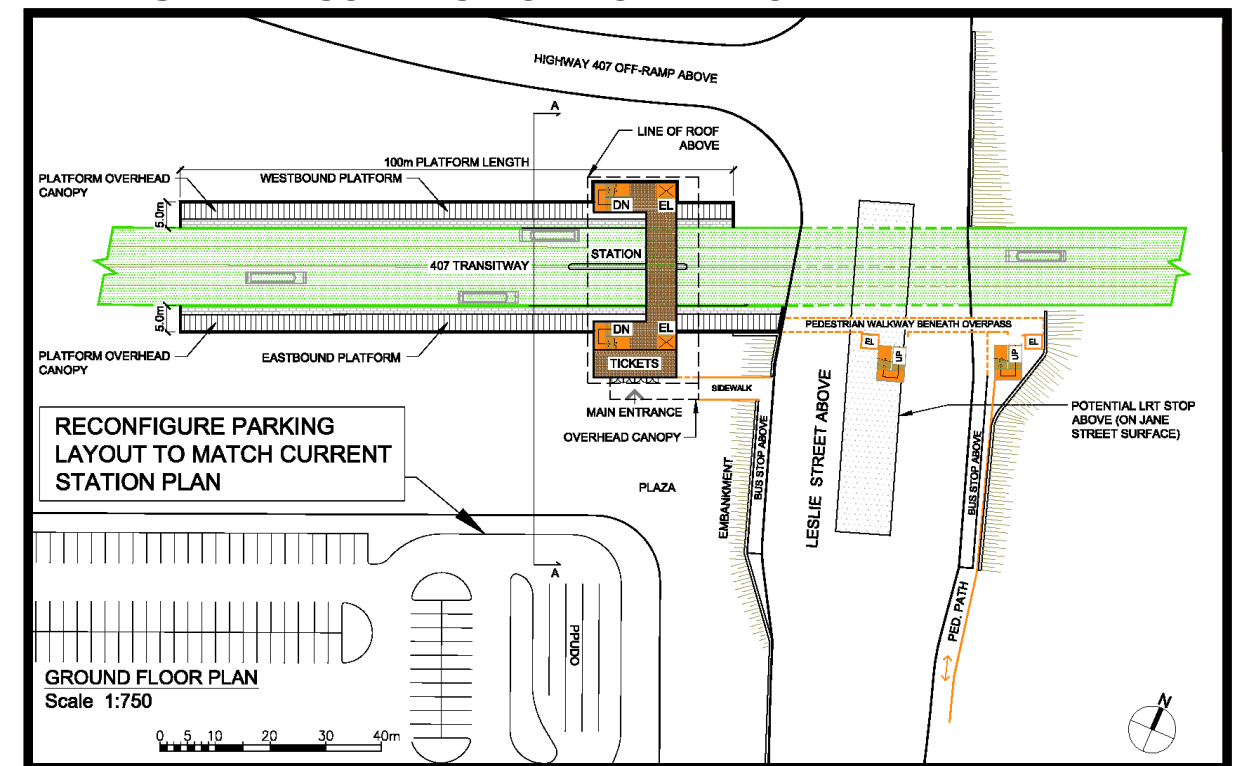 HIGHWAY 407 OFF-RAMP ABOVE
A
LINE OF ROOF
ABOVE
100m PLATFORM LENGTH
PLATFORM OVERHEAD
CANOPY
WESTBOUND PLATFORM
DN
EL
5.0m
STATION
407 TRANSITWAY
5.0m
DN
EL
PEDESTRIAN WALKWAY BENEATH OVERPASS
EL
UP
UP
EL
PLATFORM OVERHEAD
CANOPY
EASTBOUND PLATFORM
TICKETS
SIDEWALK
MAIN ENTRANCE
OVERHEAD CANOPY
POTENTIAL LRT STOP
ABOVE (ON JANE
STREET SURFACE)
RECONFIGURE PARKING
LAYOUT TO MATCH CURRENT
STATION PLAN
PLAZA
EMBANKMENT
BUS STOP ABOVE
LESLIE STREET ABOVE
BUS STOP ABOVE
A
PPUDO
PED. PATH
GROUND FLOOR PLAN
Scale 1:750
0 5 10 20 30 40m
N